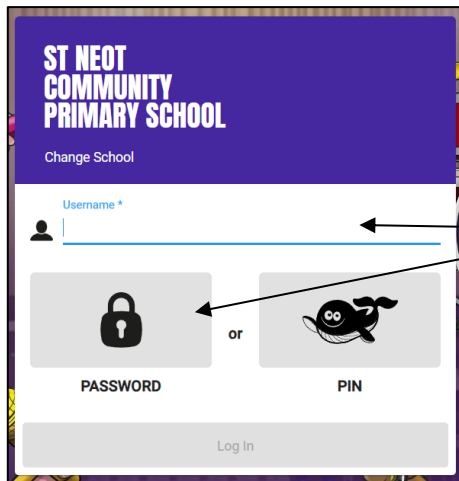 ST NEOT
COMMUNITY
PRIMARY SCHOOL
Change School
Username *
or
PASSWORD PIN
Log In